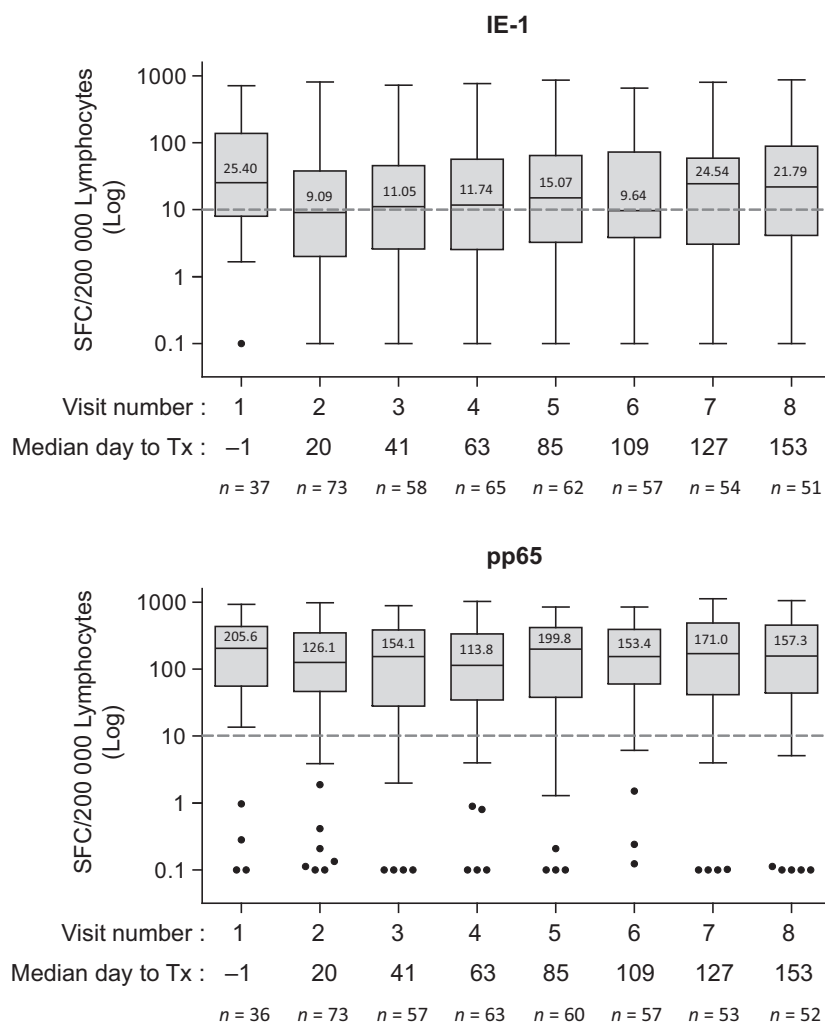 IE-1
SFC/200 000 Lymphocytes
(Log)
1000
100
10
1
0.1
25.40
9.09
11.05
11.74
15.07
9.64
24.54
21.79
Visit number : 1 2 3 4 5 6 7 8
Median day to Tx : –1 20 41 63 85 109 127 153
n = 37 n = 73 n = 58 n = 65 n = 62 n = 57 n = 54 n = 51
pp65
SFC/200 000 Lymphocytes
(Log)
1000
100
10
1
0.1
205.6
126.1
154.1
113.8
199.8
153.4
171.0
157.3
Visit number : 1 2 3 4 5 6 7 8
Median day to Tx : –1 20 41 63 85 109 127 153
n = 36 n = 73 n = 57 n = 63 n = 60 n = 57 n = 53 n = 52